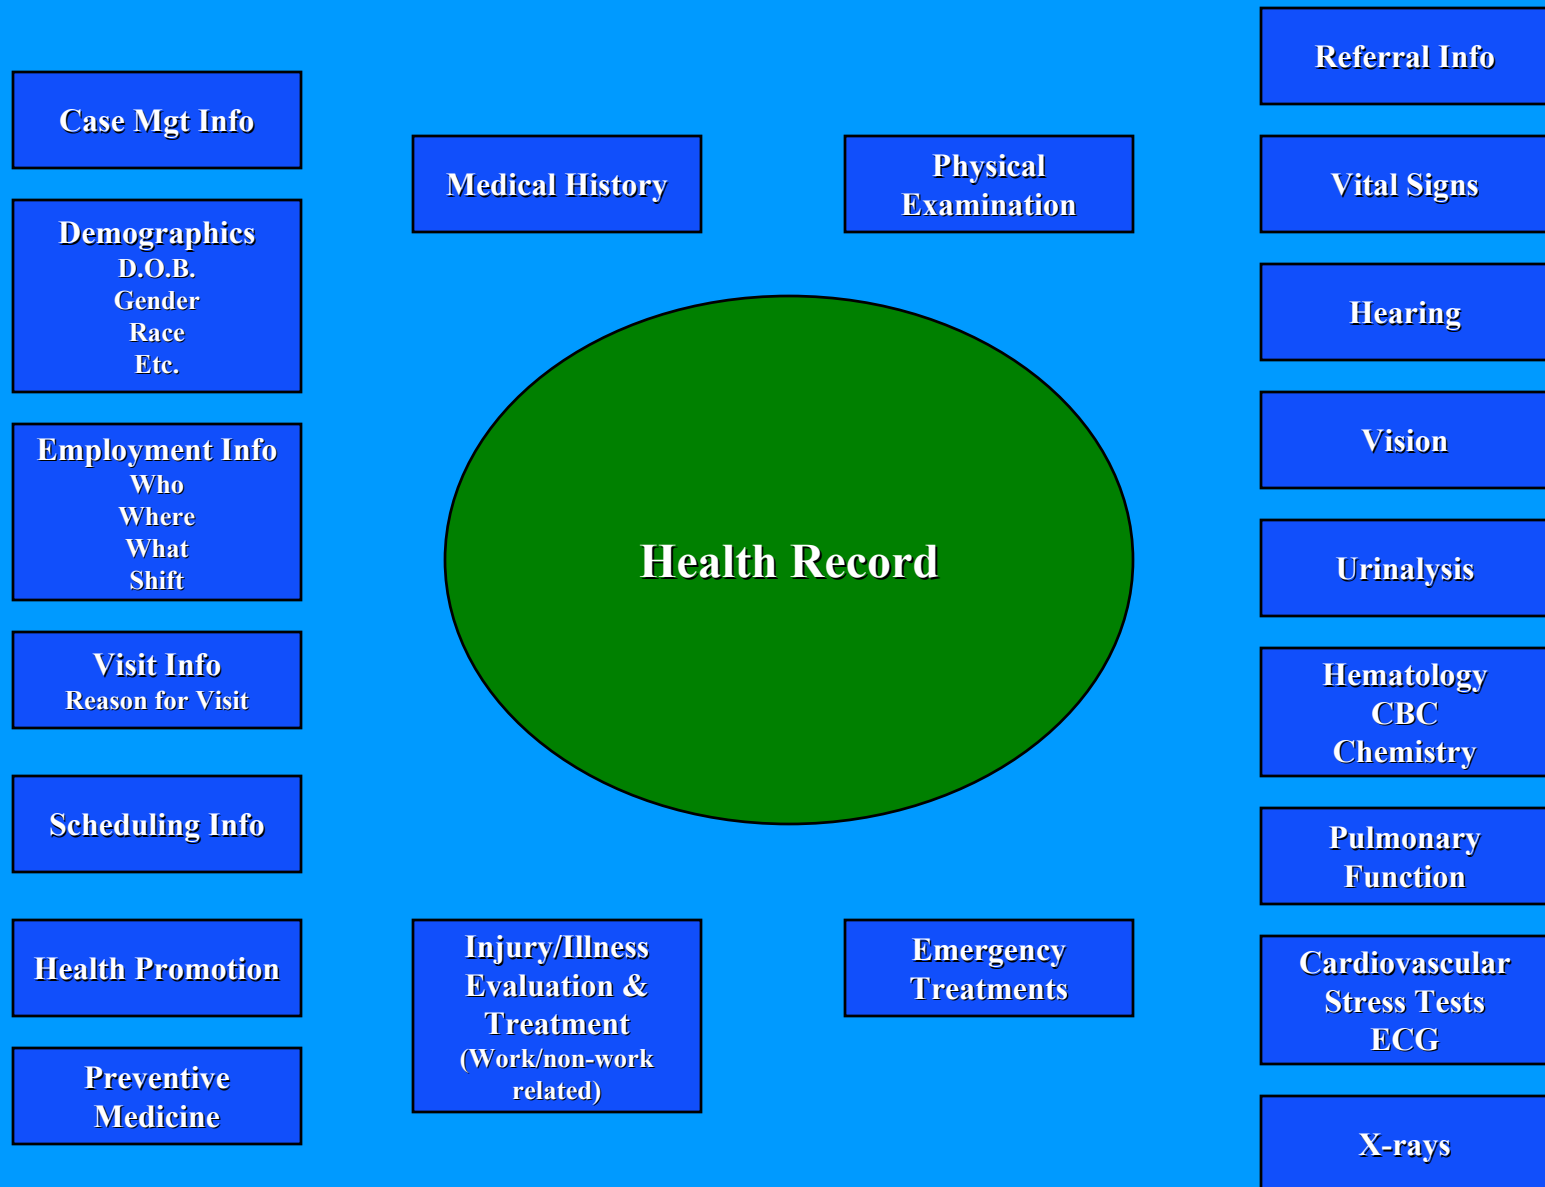 Case Mgt Info
Demographics
D.O.B.
Gender
Race
Etc.
Employment Info
Who
Where
What
Shift
Visit Info
Reason for Visit
Scheduling Info
Health Promotion
Preventive
Medicine
Medical History
Physical
Examination
Health Record
Injury/Illness
Evaluation &
Treatment
(Work/non-work
related)
Emergency
Treatments
Referral Info
Vital Signs
Hearing
Vision
Urinalysis
Hematology
CBC
Chemistry
Pulmonary
Function
Cardiovascular
Stress Tests
ECG
X-rays